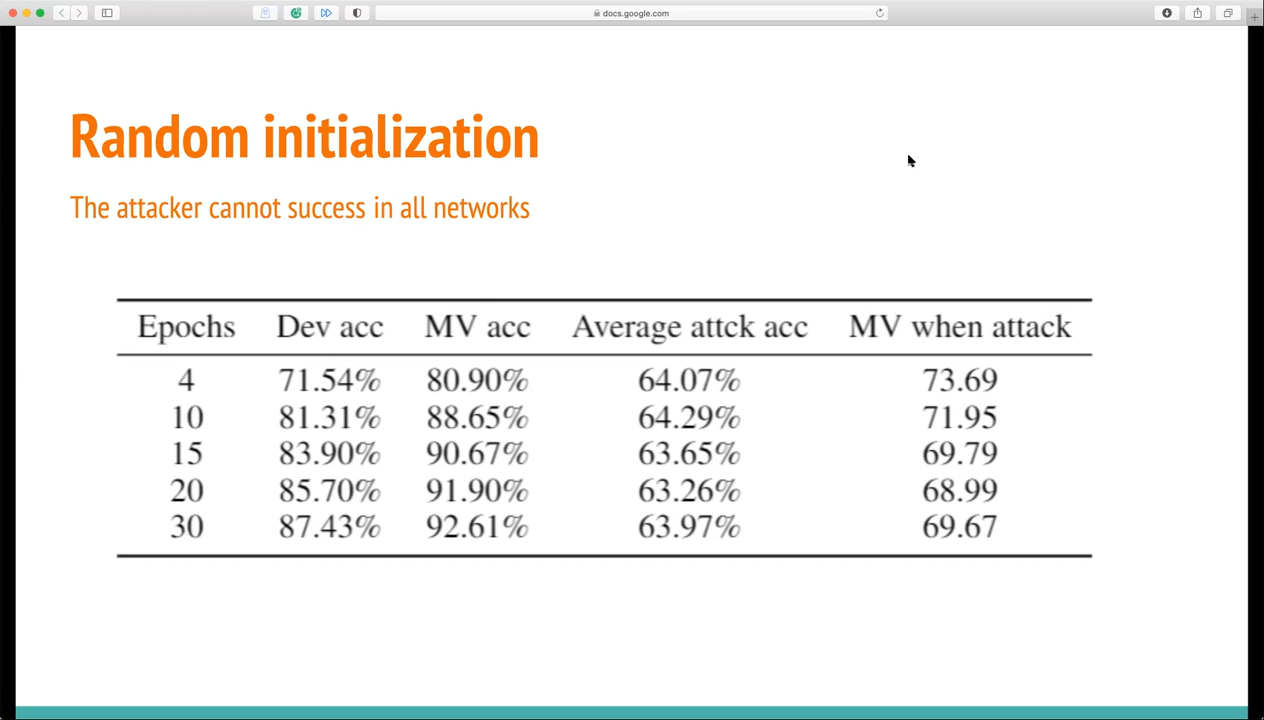 docs.google.com
Random initialization
The attacker cannot success in all networks
Epochs Dev acc MV acc Average attck acc MV when attack
4 71.54% 80.90% 64.07% 73.69
10 81.31% 88.65% 64.29% 71.95
15 83.90% 90.67% 63.65% 69.79
20 85.70% 91.90% 63.26% 68.99
30 87.43% 92.61% 63.97% 69.67